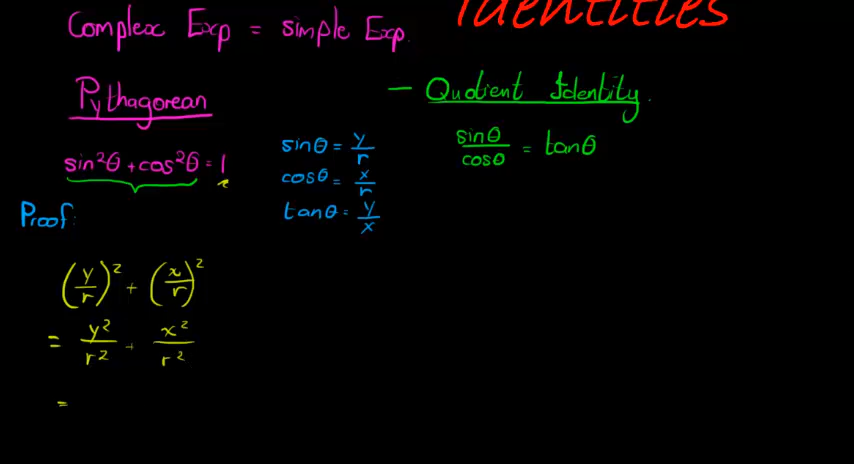 Identities
Complex Exp = simple Exp.
Pythagorean
sin²θ + cos²θ = 1
Proof:
(y/r)² + (x/r)²
= y²/r² + x²/r²
=
sinθ = y/r
cosθ = x/r
tanθ = y/x
— Quotient Identity.
sinθ/cosθ = tanθ